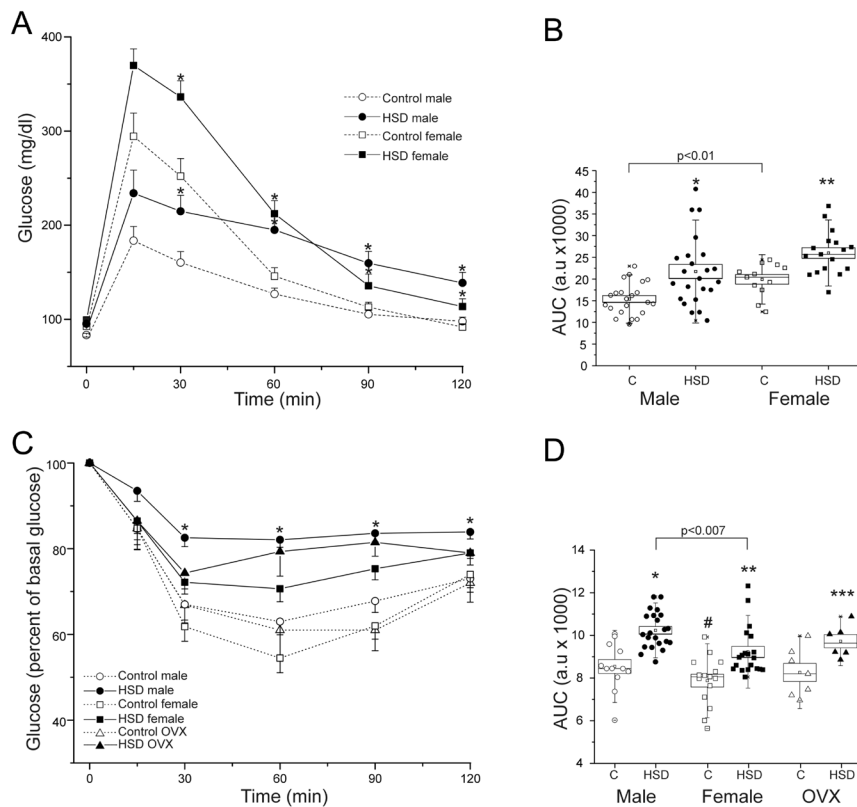 A
400
300
200
100
Glucose (mg/dl)
Control male
HSD male
Control female
HSD female
* * * * * * * * *
0 30 60 90 120
Time (min)
B
p<0.01
* **
45
40
35
30
25
20
15
10
25
0
AUC (a.u x1000)
C HSD C HSD
Male Female
C
100
80
60
40
Glucose (percent of basal glucose)
* * * *
Control male
HSD male
Control female
HSD female
Control OVX
HSD OVX
0 30 60 90 120
Time (min)
D
p<0.007
* # ** ***
14
12
10
8
6
4
AUC (a.u x 1000)
C HSD C HSD C HSD
Male Female OVX